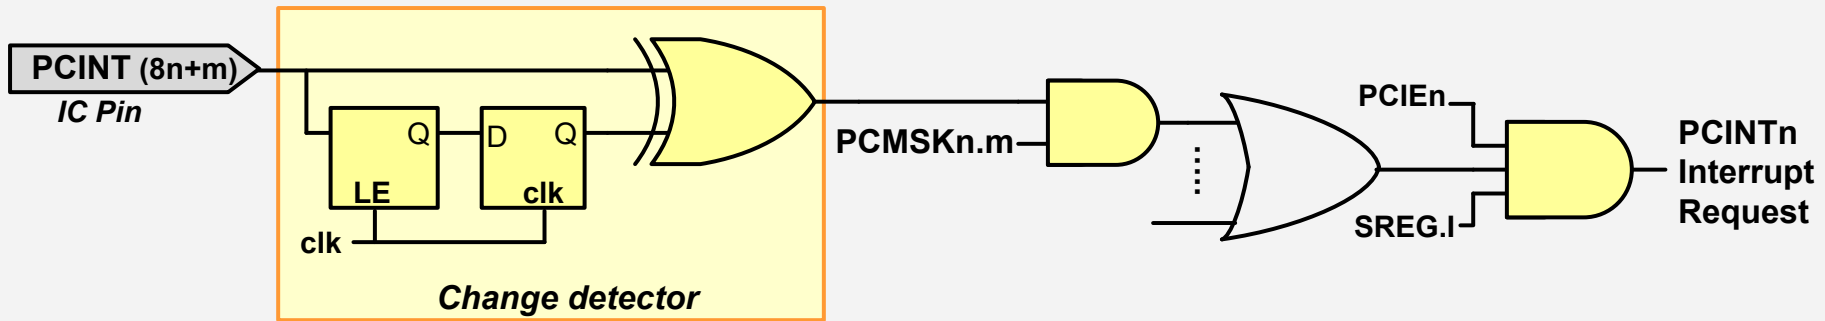 PCINT (8n+m)
IC Pin
Q
LE
D
Q
clk
clk
Change detector
PCMSKn.m
PCIEn
SREG.I
PCINTn
Interrupt
Request